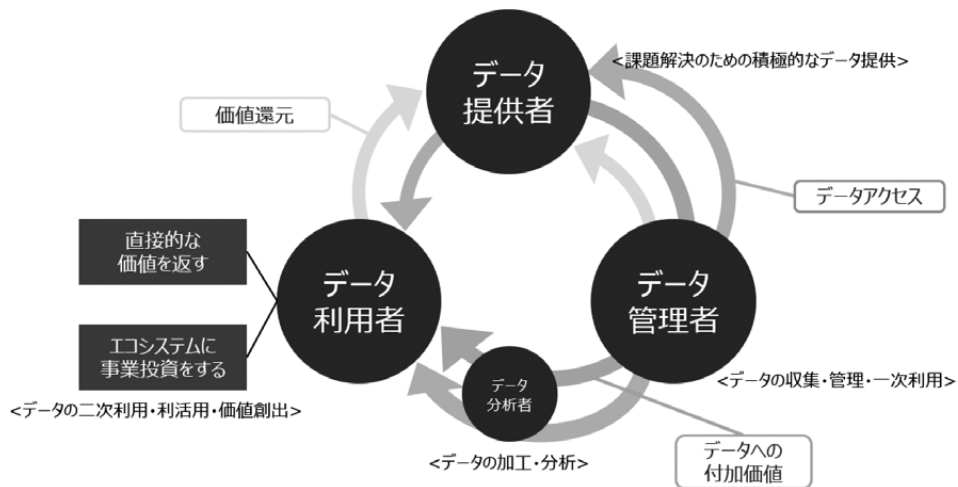 データ
提供者
<課題解決のための積極的なデータ提供>
価値還元
データアクセス
直接的な
価値を返す
データ
利用者
データ
管理者
エコシステムに
事業投資をする
データ
分析者
<データの収集・管理・一次利用>
<データの二次利用・利活用・価値創出>
<データの加工・分析>
データへの
付加価値